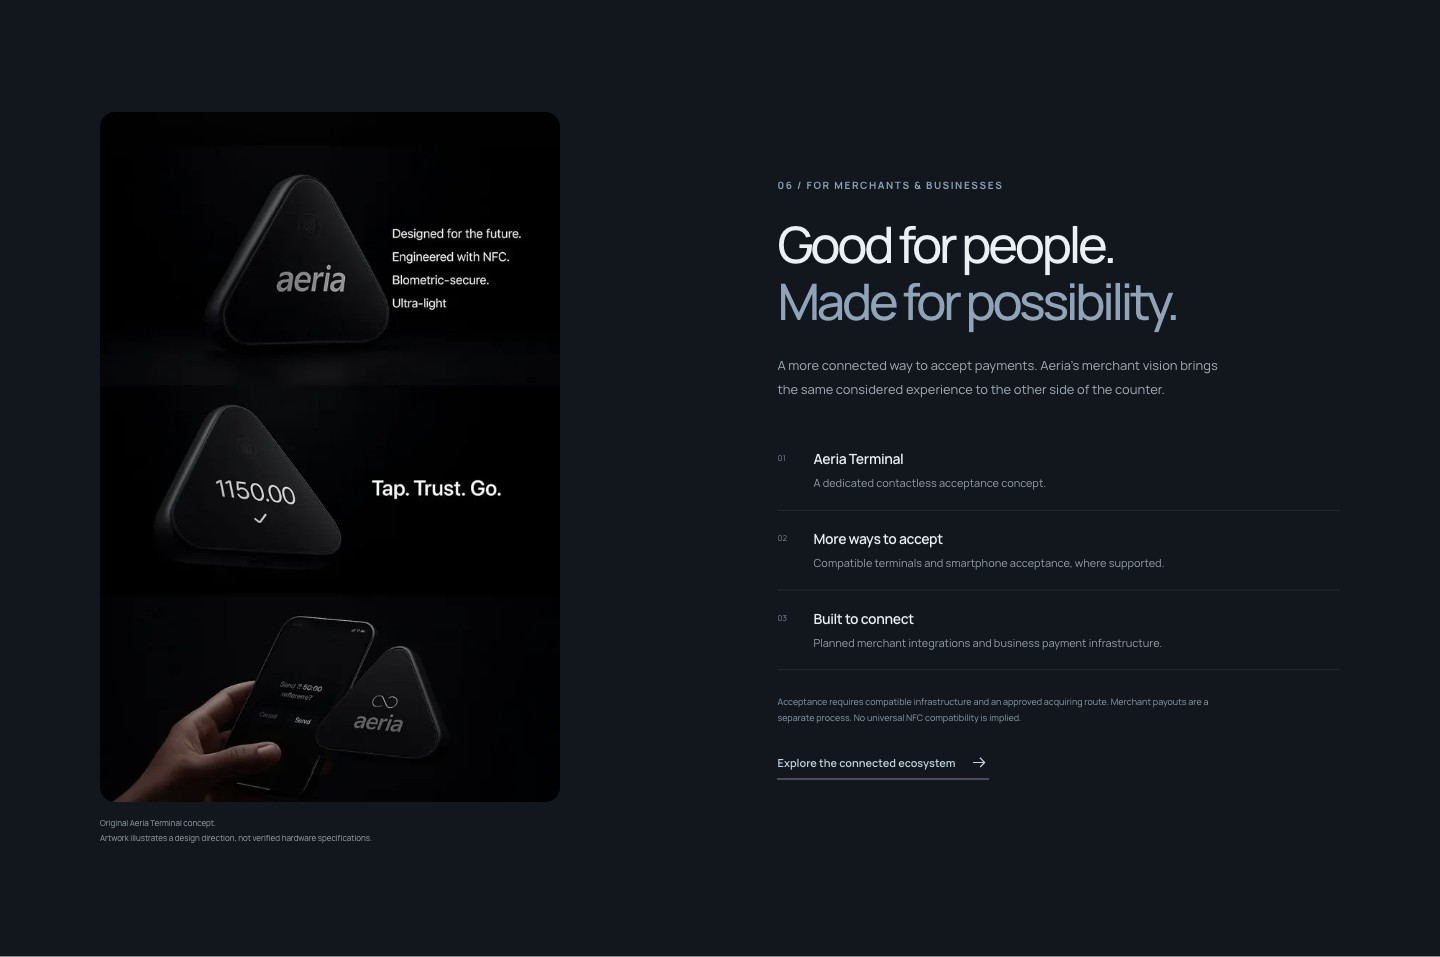 aeria
Designed for the future.
Engineered with NFC.
Biometric-secure.
Ultra-light
1150.00
Tap. Trust. Go.
Cancel
Send
aeria
Original Aeria Terminal concept.
Artwork illustrates a design direction, not verified hardware specifications.
06 / FOR MERCHANTS & BUSINESSES
Good for people.
Made for possibility.
A more connected way to accept payments. Aeria's merchant vision brings
the same considered experience to the other side of the counter.
01
Aeria Terminal
A dedicated contactless acceptance concept.
02
More ways to accept
Compatible terminals and smartphone acceptance, where supported.
03
Built to connect
Planned merchant integrations and business payment infrastructure.
Acceptance requires compatible infrastructure and an approved acquiring route. Merchant payouts are a
separate process. No universal NFC compatibility is implied.
Explore the connected ecosystem